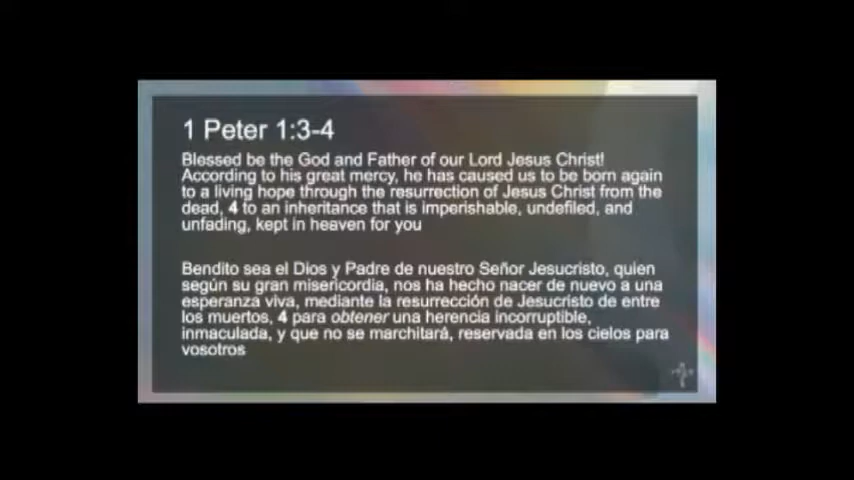 1 Peter 1:3-4
Blessed be the God and Father of our Lord Jesus Christ!
According to his great mercy, he has caused us to be born again
to a living hope through the resurrection of Jesus Christ from the
dead, 4 to an inheritance that is imperishable, undefiled, and
unfading, kept in heaven for you
Bendito sea el Dios y Padre de nuestro Señor Jesucristo, quien
según su gran misericordia, nos ha hecho nacer de nuevo a una
esperanza viva, mediante la resurrección de Jesucristo de entre
los muertos, 4 para obtener una herencia incorruptible,
inmaculada, y que no se marchitará, reservada en los cielos para
vosotros